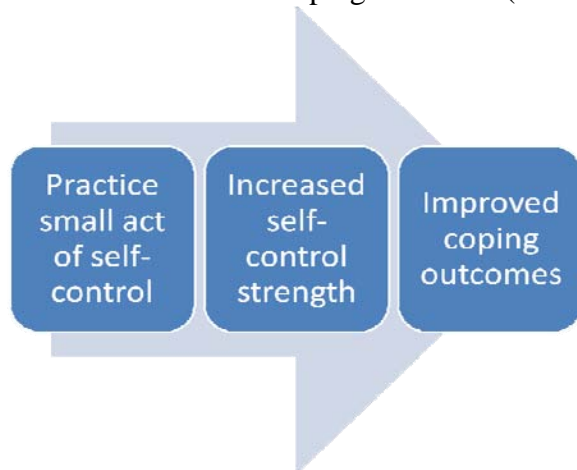 Practice
small act
of self-
control
Increased
self-
control
strength
Improved
coping
outcomes